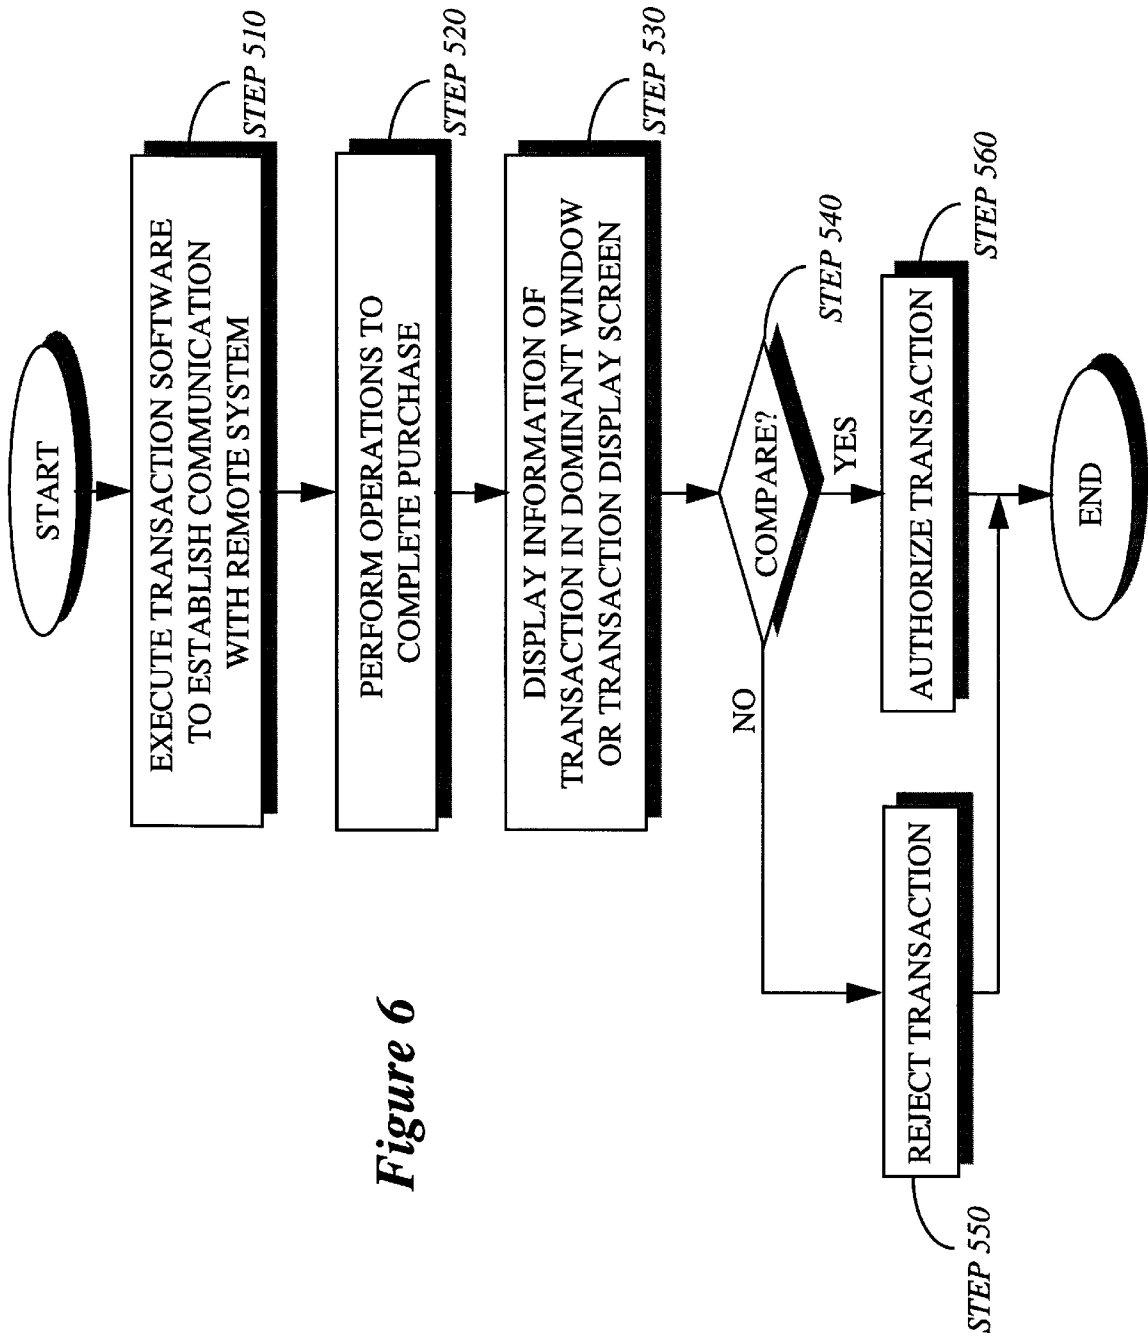 START
EXECUTE TRANSACTION SOFTWARE
TO ESTABLISH COMMUNICATION
WITH REMOTE SYSTEM
STEP 510
PERFORM OPERATIONS TO
COMPLETE PURCHASE
STEP 520
DISPLAY INFORMATION OF
TRANSACTION IN DOMINANT WINDOW
OR TRANSACTION DISPLAY SCREEN
STEP 530
COMPARE?
STEP 540
NO
YES
REJECT TRANSACTION
STEP 550
AUTHORIZE TRANSACTION
STEP 560
END
Figure 6